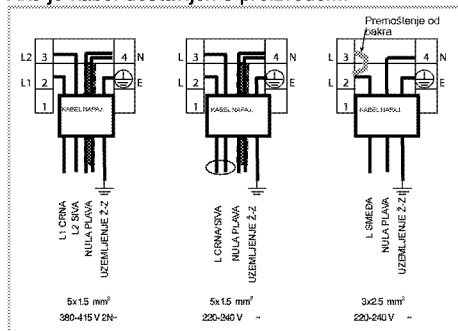 Premoštenje od
bakra
L2 3 4 N
L1 2 E
1
KABEL NAPAJ.
L1 CRNA
L2 SIVA
NULA PLAVA
UZEMLJENJE Ž-Z
5x1.5 mm²
380-415 V 2N~
L 3 4 N
L 2 E
1
KABEL NAPAJ.
L CRNA/SIVA
NULA PLAVA
UZEMLJENJE Ž-Z
5x1.5 mm²
220-240 V ~
L 3 4 N
L 2 E
1
KABEL NAPAJ.
L SMEĐA
NULA PLAVA
UZEMLJENJE Ž-Z
3x2.5 mm²
220-240 V ~